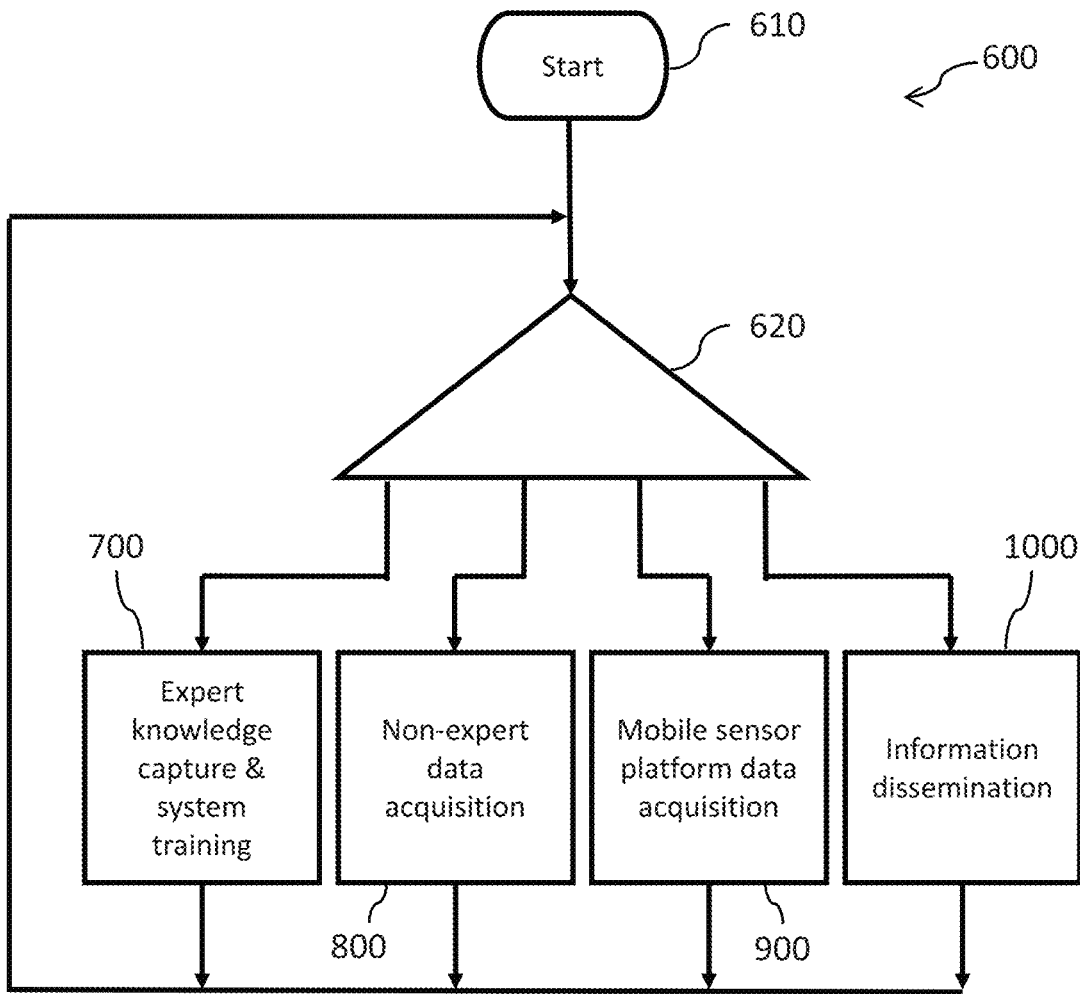 610
Start
600
620
700
1000
Expert
knowledge
capture &
system
training
Non-expert
data
acquisition
Mobile sensor
platform data
acquisition
Information
dissemination
800
900